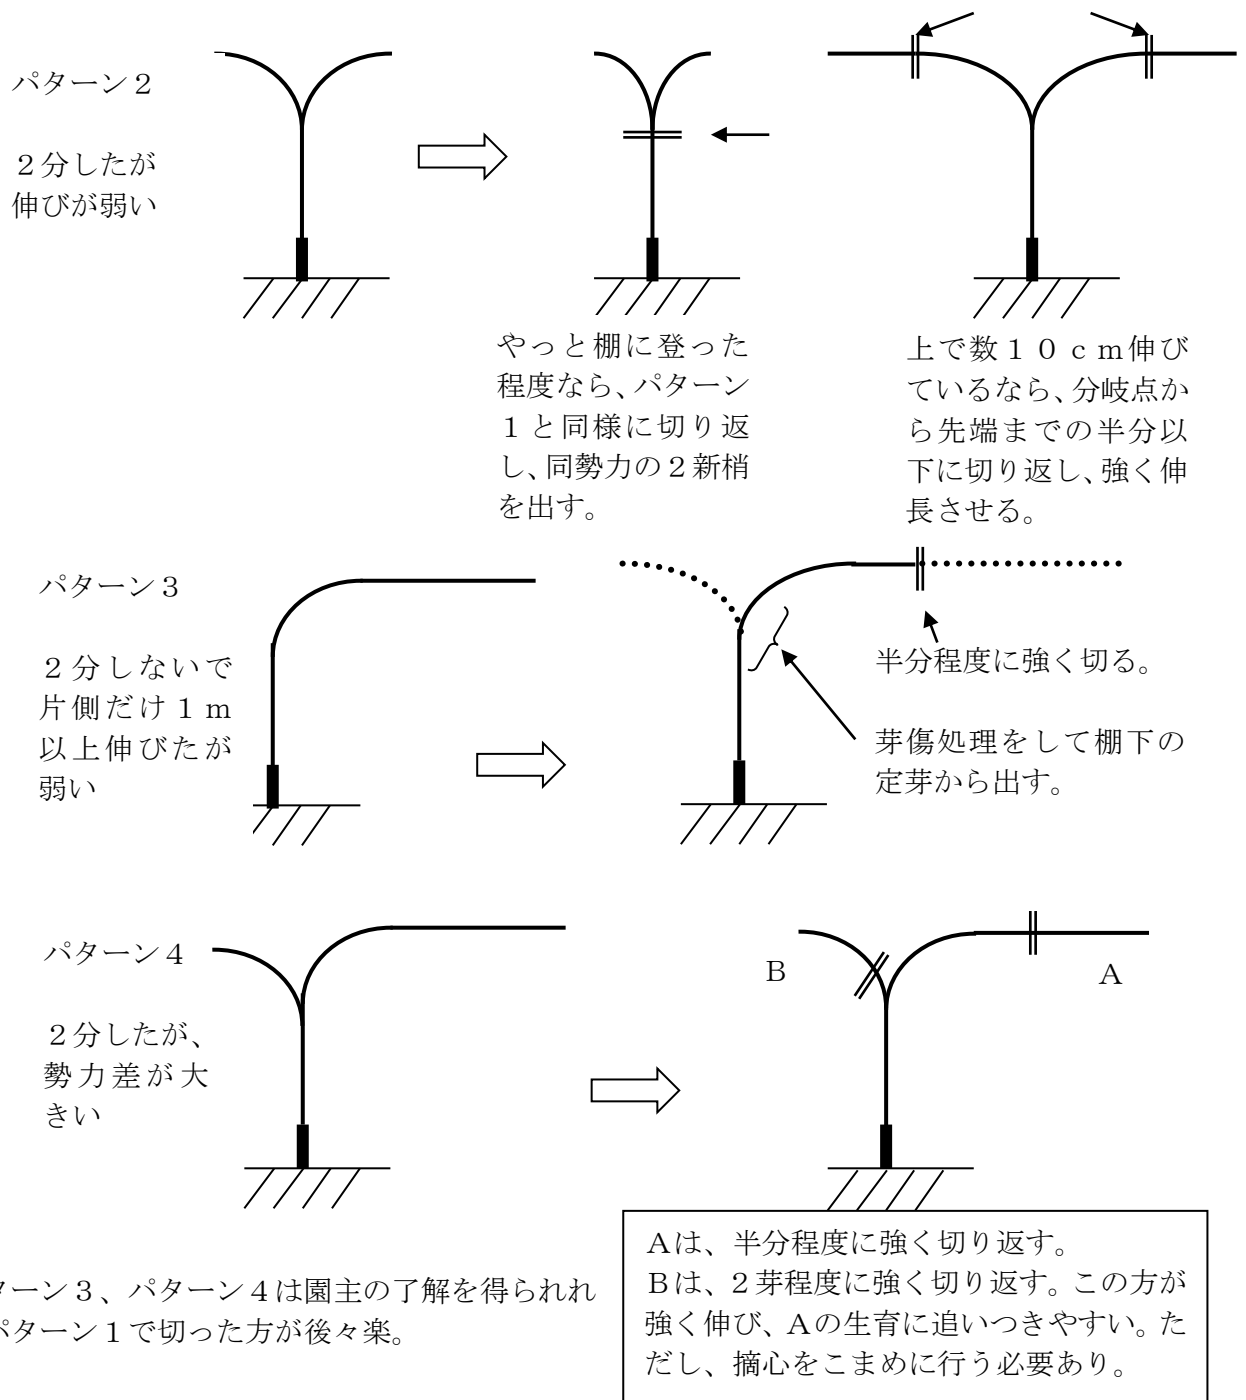 パターン２
２分したが
伸びが弱い
やっと棚に登った
程度なら、パターン
１と同様に切り返
し、同勢力の２新梢
を出す。
上で数１０ｃｍ伸び
ているなら、分岐点か
ら先端までの半分以
下に切り返し、強く伸
長させる。
パターン３
２分しないで
片側だけ１ｍ
以上伸びたが
弱い
半分程度に強く切る。
芽傷処理をして棚下の
定芽から出す。
パターン４
２分したが、
勢力差が大
きい
B
A
ターン３、パターン４は園主の了解を得られれ
パターン１で切った方が後々楽。
Ａは、半分程度に強く切り返す。
Ｂは、２芽程度に強く切り返す。この方が
強く伸び、Ａの生育に追いつきやすい。た
だし、摘心をこまめに行う必要あり。